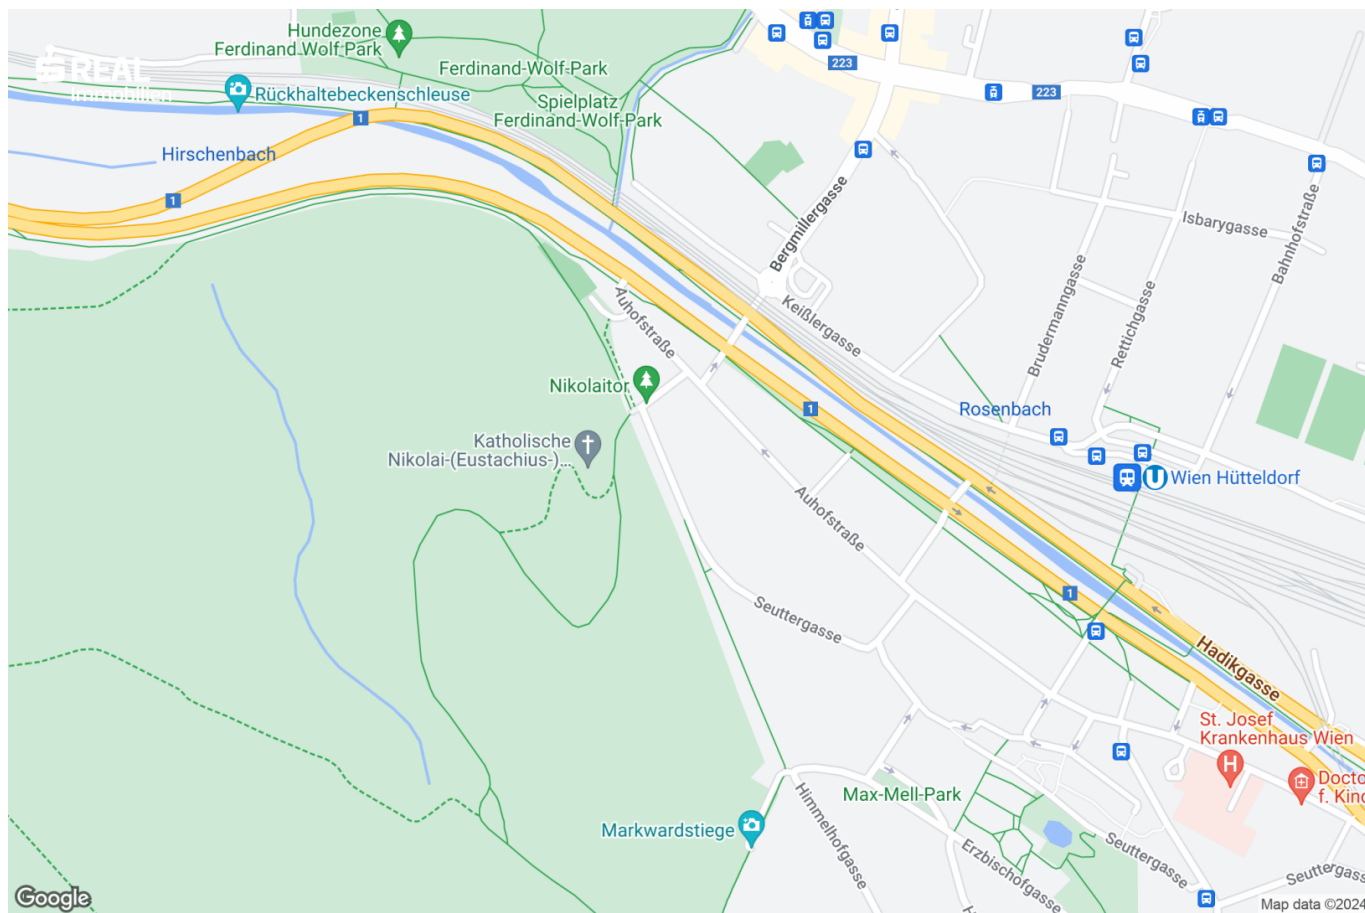 Hundezone
Ferdinand-Wolf-Park
REAL
Immobilien
Rückhaltebeckenschleuse
Ferdinand-Wolf-Park
Spielplatz
Ferdinand-Wolf-Park
223
223
1
Hirschenbach
1
Bergmillergasse
Isbarygasse
Bahnhofstraße
Brudermanngasse
Rettichgasse
Keißlergasse
Auhofstraße
Nikolaitor
1
Rosenbach
Katholische
Nikolai-(Eustachius-)...
Wien Hütteldorf
U
Auhofstraße
1
Seuttergasse
Hadikgasse
St. Josef
Krankenhaus Wien
H
Docto
f. Kind
Max-Mell-Park
Markwardstiege
Himmelhofgasse
Erzbischofgasse
Seuttergasse
Seuttergass
H
Google
Map data ©2024